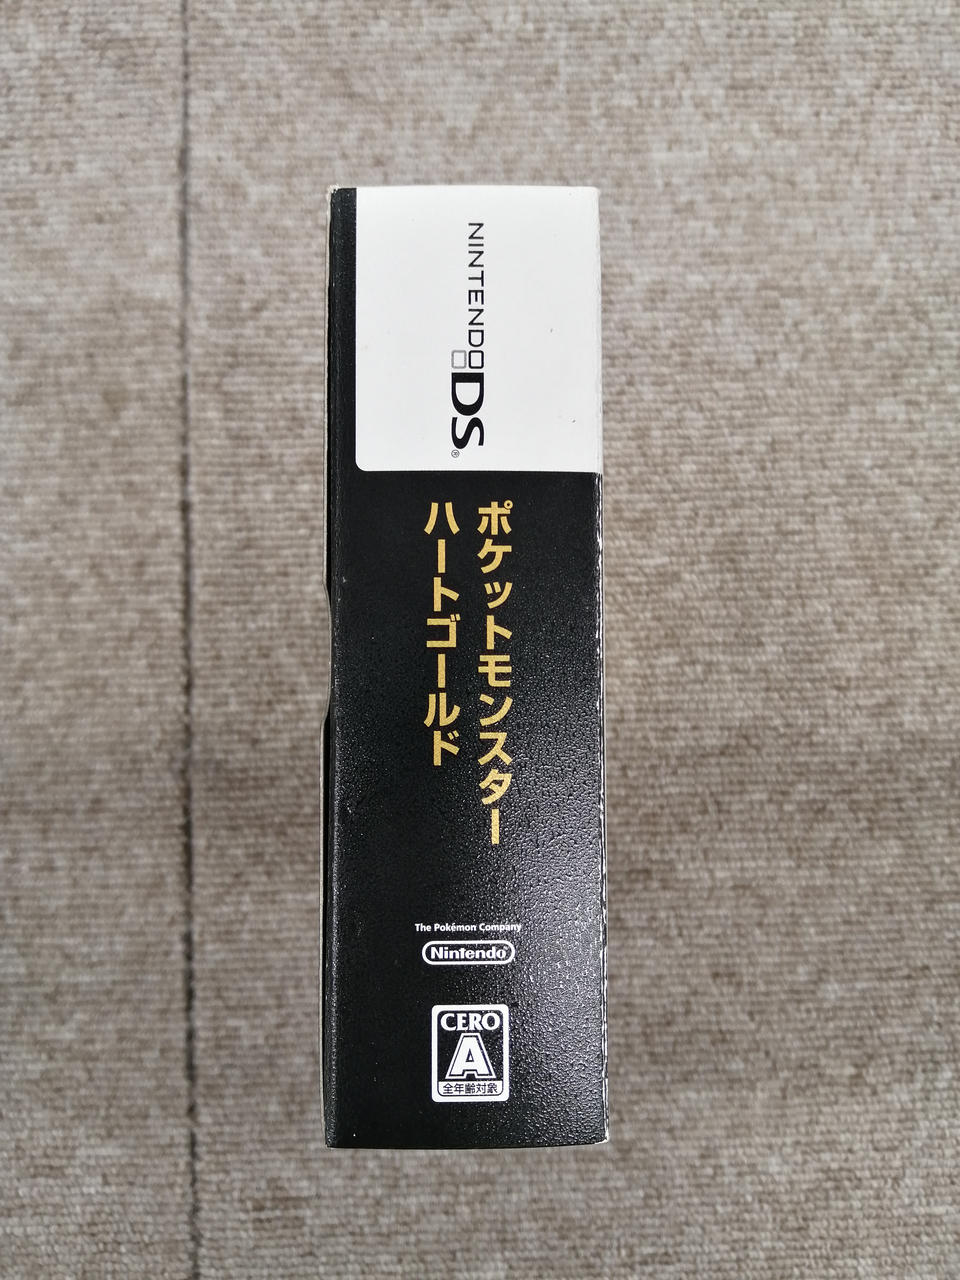 NINTENDO DS®
ポケットモンスター
ハートゴールド
The Pokémon Company
Nintendo®
CERO
A
全年齢対象